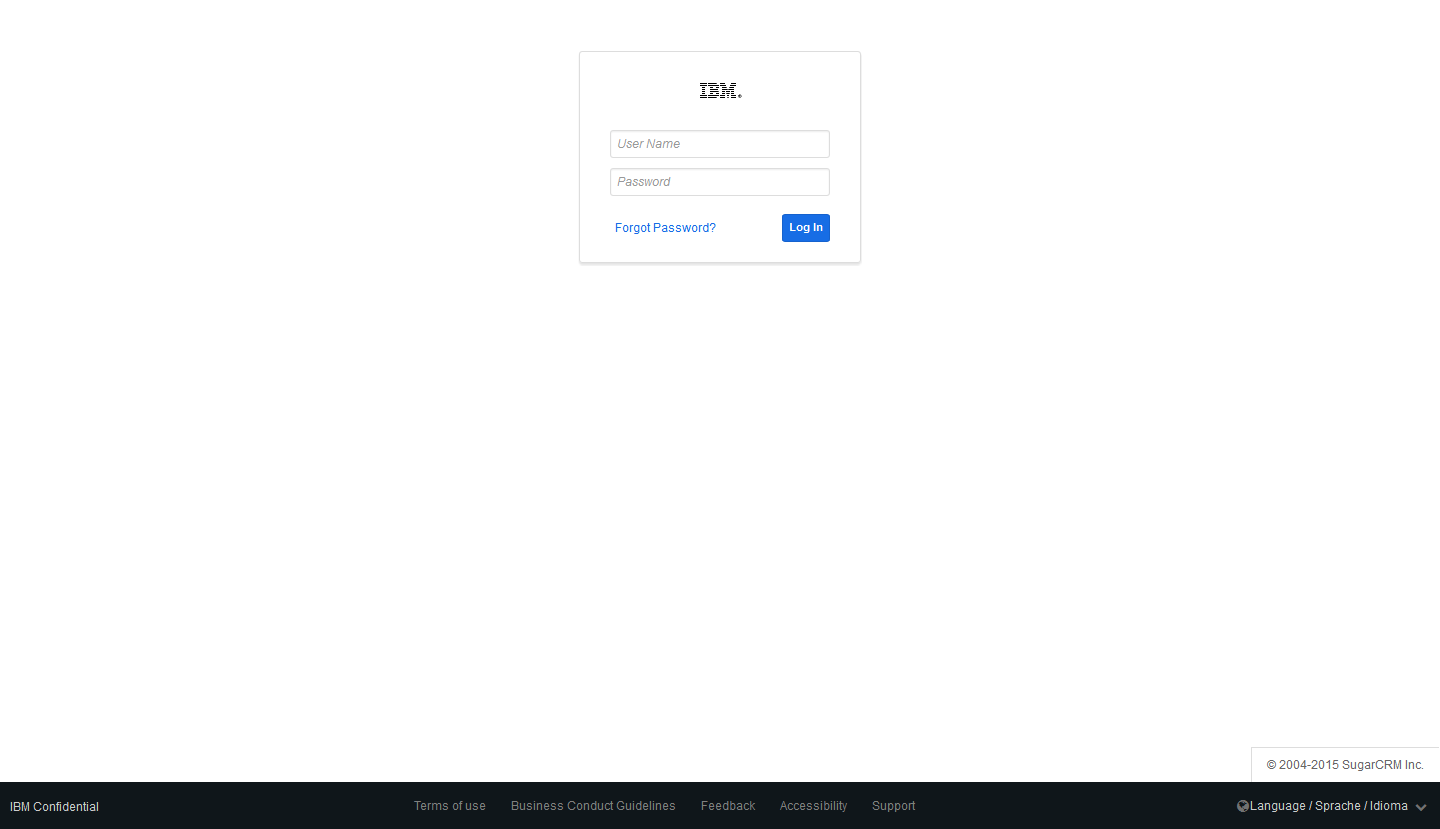 IBM®
User Name
Password
Forgot Password?
Log In
© 2004-2015 SugarCRM Inc.
IBM Confidential
Terms of use
Business Conduct Guidelines
Feedback
Accessibility
Support
Language / Sprache / Idioma